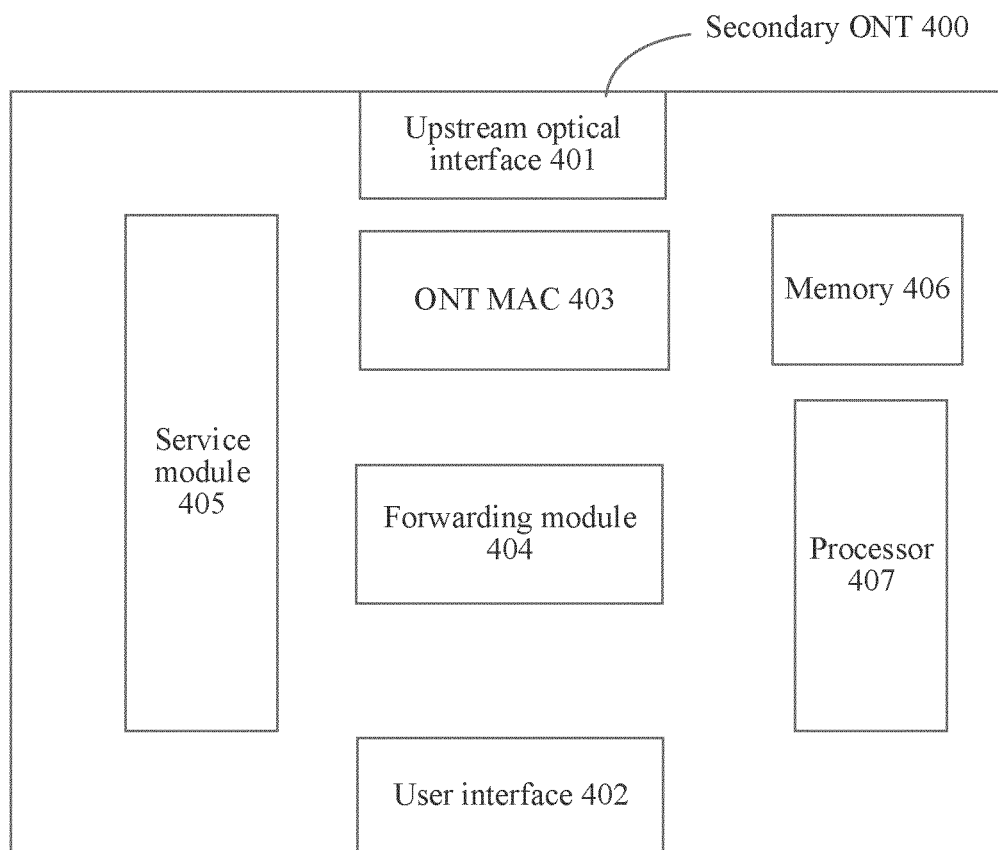 Secondary ONT 400
Upstream optical
interface 401
ONT MAC 403
Memory 406
Service
module
405
Forwarding module
404
Processor
407
User interface 402